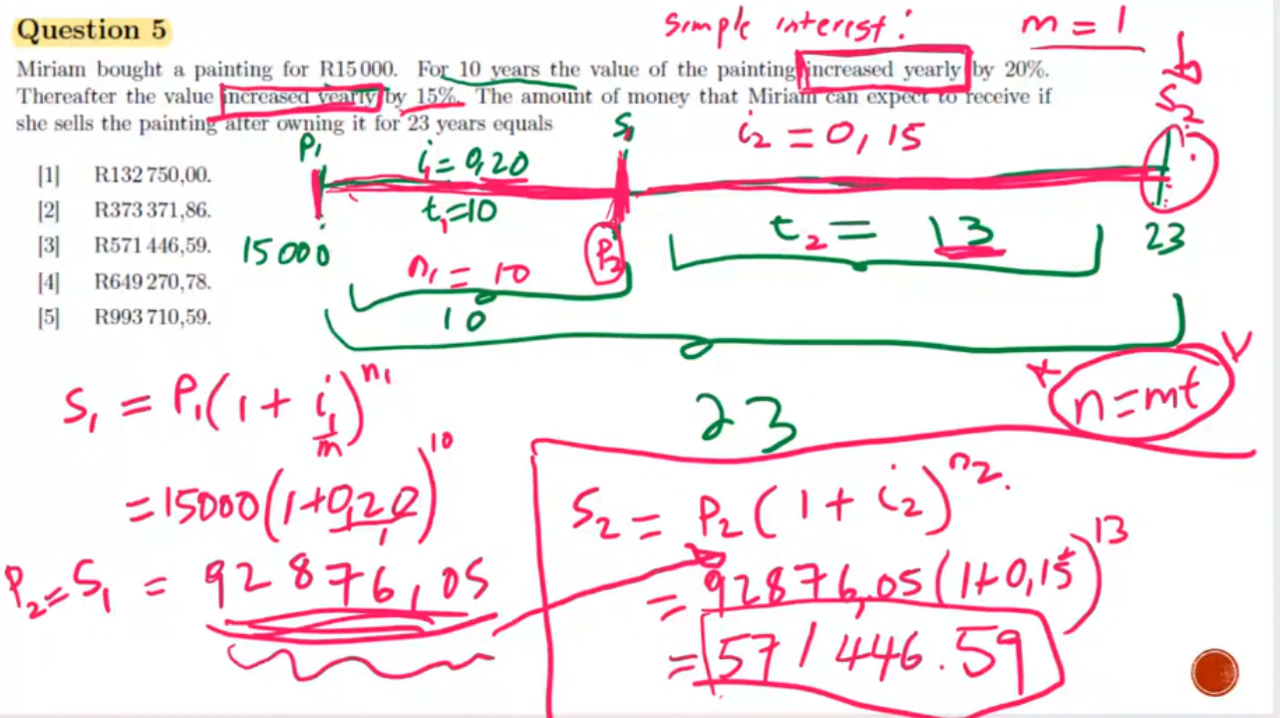 Question 5
simple interest:
m = 1
Miriam bought a painting for R15 000. For 10 years the value of the painting increased yearly by 20%.
Thereafter the value increased yearly by 15%. The amount of money that Miriam can expect to receive if
she sells the painting after owning it for 23 years equals
[1] R132 750,00.
[2] R373 371,86.
[3] R571 446,59.
[4] R649 270,78.
[5] R993 710,59.
P₁
i₁ = 0,20
S₁
i₂ = 0,15
S₂
15000
t₁=10
P₂
t₂ = 13
23
n₁ = 10
10
23
n=mt
S₁ = P₁(1 + i₁/m)^n₁
= 15000(1+0,20)^10
P₂=S₁ = 92876,05
S₂ = P₂(1 + i₂)^n₂.
= 92876,05(1+0,15)^13
= 571446.59